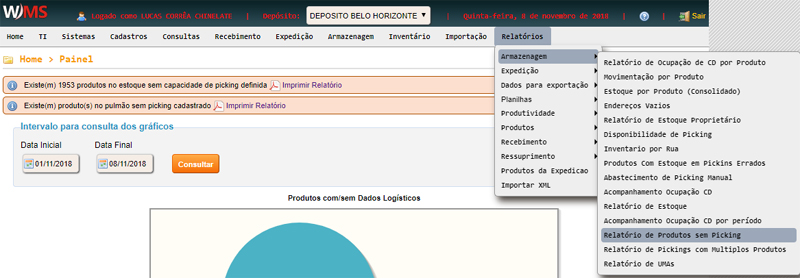 WMS
Logado como LUCAS CORRÊA CHINELATE | Depósito: DEPOSITO BELO HORIZONTE | Quinta-feira, 8 de novembro de 2018 | | Sair
Home TI Sistemas Cadastros Consultas Recebimento Expedição Armazenagem Inventário Importação Relatórios
Home > Painel
Existe(m) 1953 produtos no estoque sem capacidade de picking definida Imprimir Relatório
Existe(m) produto(s) no pulmão sem picking cadastrado Imprimir Relatório
Intervalo para consulta dos gráficos
Data Inicial Data Final
01/11/2018 08/11/2018 Consultar
Produtos com/sem Dados Logísticos
Armazenagem
Expedição
Dados para exportação
Planilhas
Produtividade
Produtos
Recebimento
Ressuprimento
Produtos da Expedicao
Importar XML
Relatório de Ocupação de CD por Produto
Movimentação por Produto
Estoque por Produto (Consolidado)
Endereços Vazios
Relatório de Estoque Proprietário
Disponibilidade de Picking
Inventario por Rua
Produtos Com Estoque em Pickins Errados
Abastecimento de Picking Manual
Acompanhamento Ocupação CD
Relatório de Estoque
Acompanhamento Ocupação CD por período
Relatório de Produtos sem Picking
Relatório de Pickings com Multiplos Produtos
Relatório de UMAs